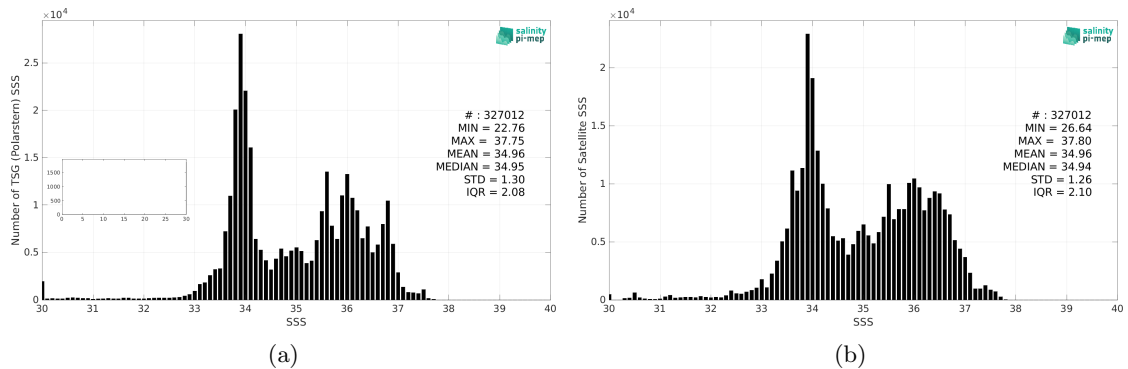 ×10⁴
salinity
pi-mep
# : 327012
MIN = 22.76
MAX = 37.75
MEAN = 34.96
MEDIAN = 34.95
STD = 1.30
IQR = 2.08
Number of TSG (Polarstern) SSS
2.5
2
1.5
1
0.5
0
1500
1000
500
0
0 5 10 15 20 25 30
30 31 32 33 34 35 36 37 38 39 40
SSS
(a)
×10⁴
salinity
pi-mep
# : 327012
MIN = 26.64
MAX = 37.80
MEAN = 34.96
MEDIAN = 34.94
STD = 1.26
IQR = 2.10
Number of Satellite SSS
2
1.5
1
0.5
0
30 31 32 33 34 35 36 37 38 39 40
SSS
(b)